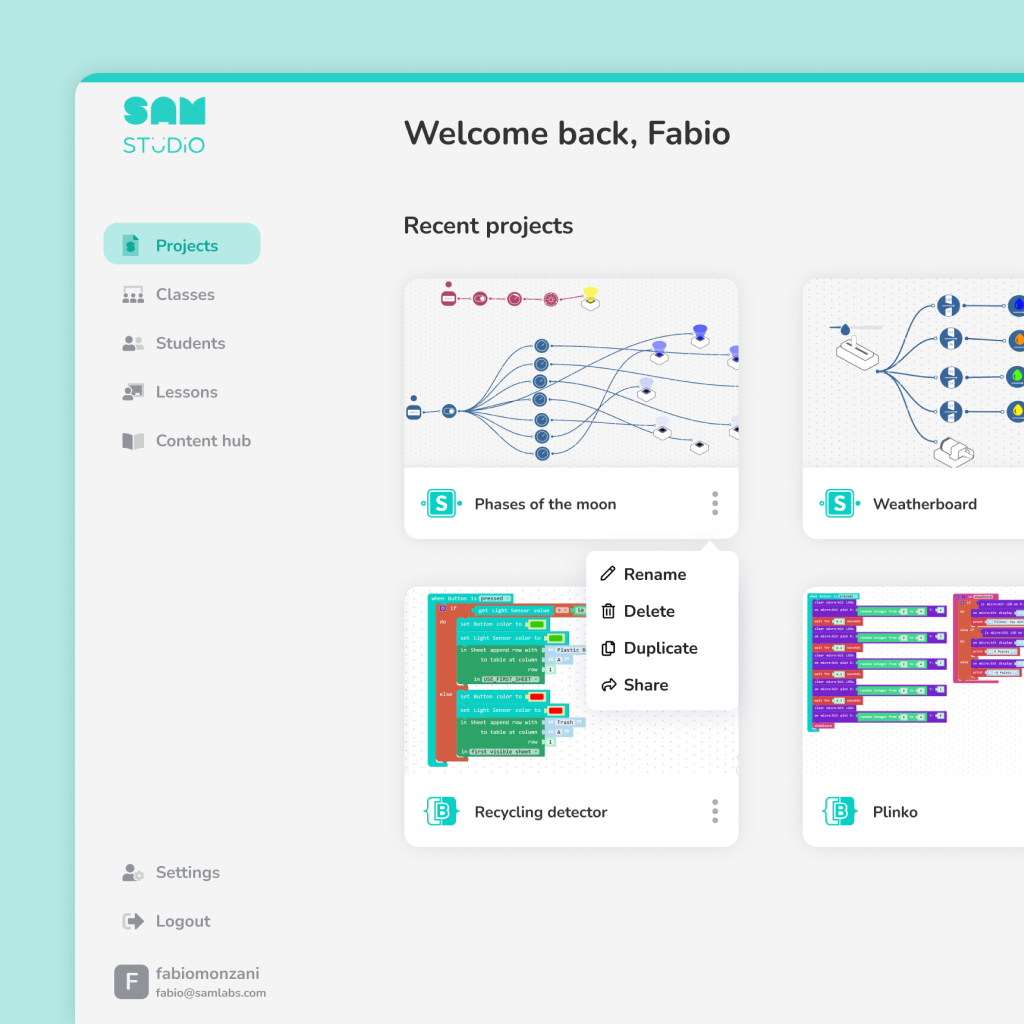 SAM
STUDiO
Welcome back, Fabio
Projects
Classes
Students
Lessons
Content hub
Recent projects
Phases of the moon
Weatherboard
Rename
Delete
Duplicate
Share
when Button is pressed
if
get Light Sensor value
do
set Button color to
set Light Sensor color to
in Sheet append row with
to table at column A
row 1
in USE_FIRST_SHEET
else
set Button color to
set Light Sensor color to
in Sheet append row with Trash
to table at column A
row 1
in first visible sheet
Recycling detector
Plinko
Settings
Logout
F
fabiomonzani
fabio@samlabs.com